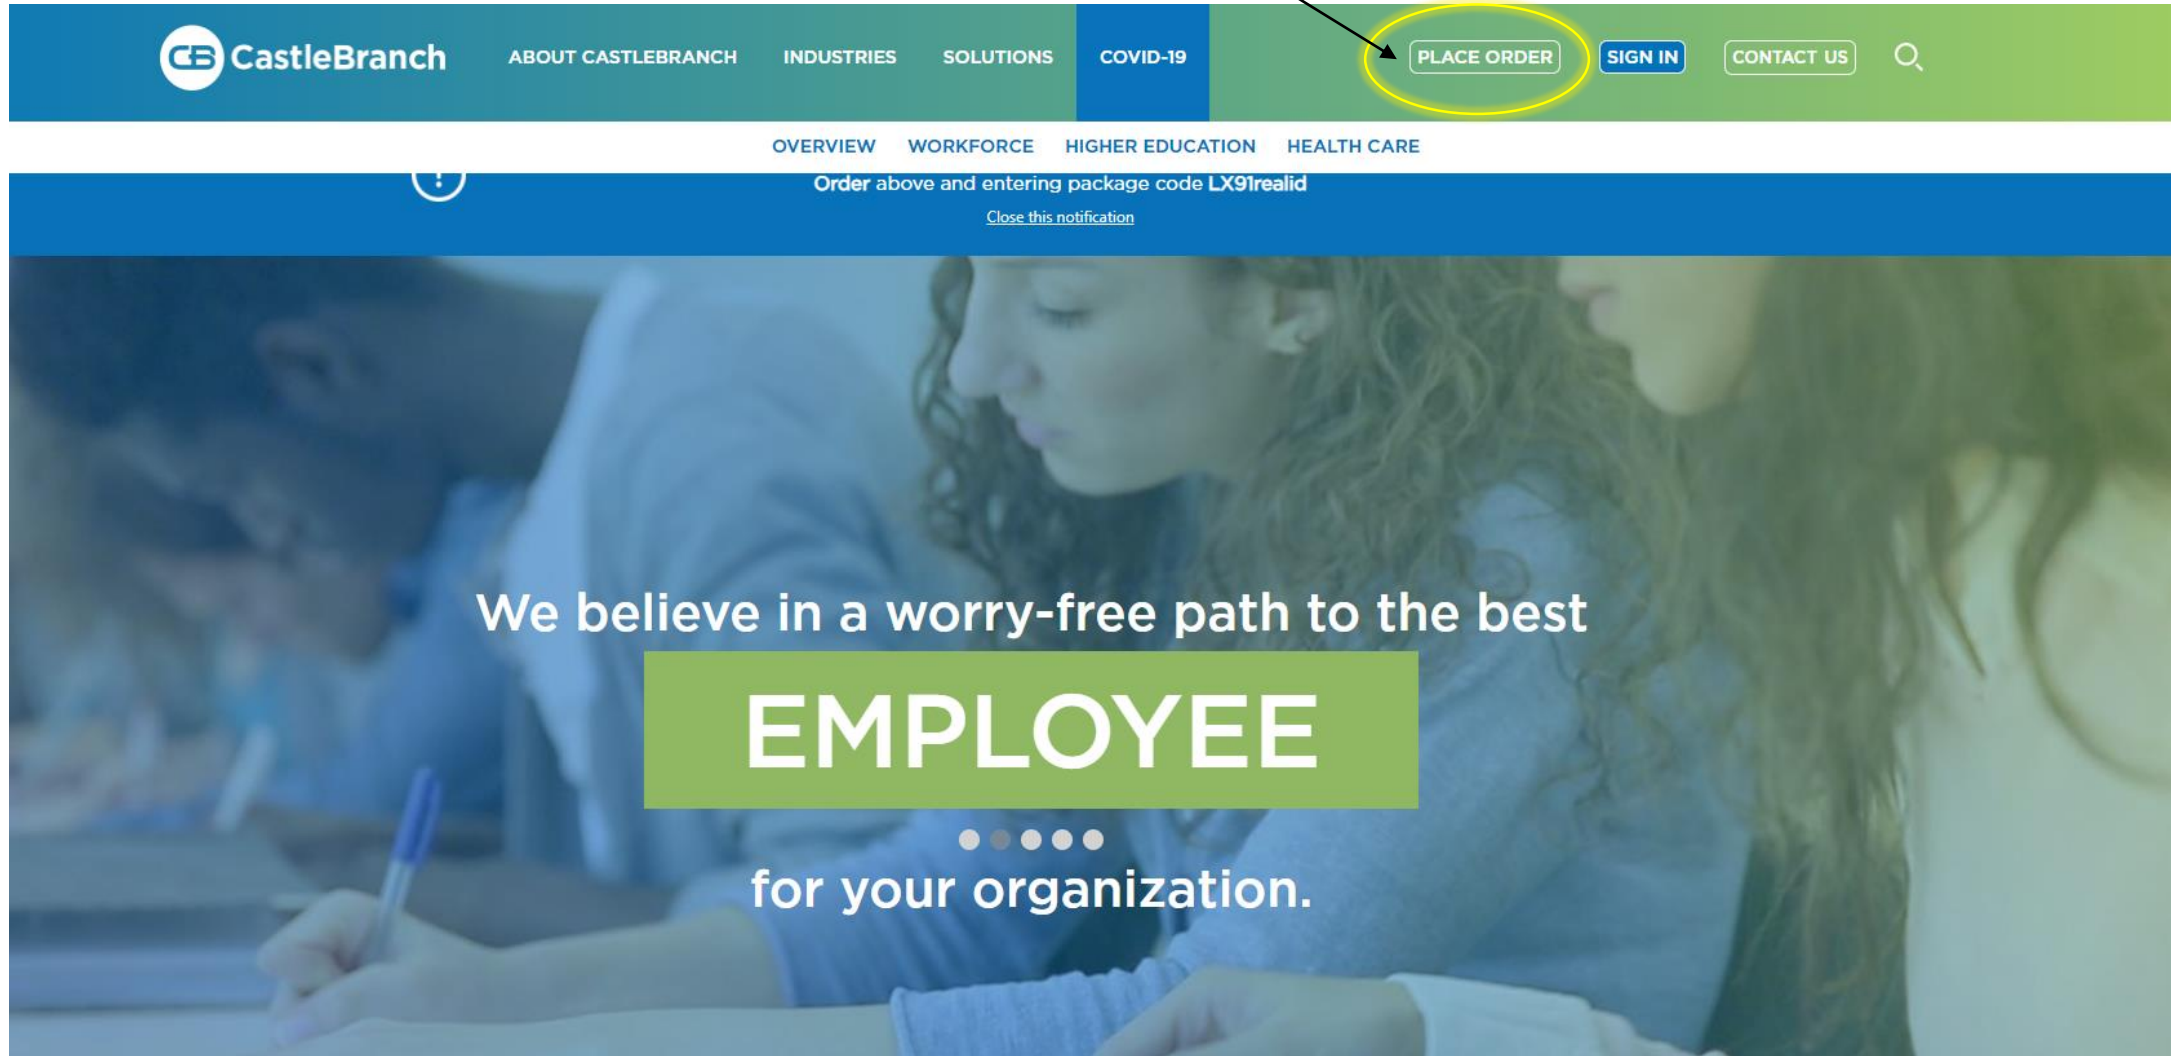 CB CastleBranch ABOUT CASTLEBRANCH INDUSTRIES SOLUTIONS COVID-19 PLACE ORDER SIGN IN CONTACT US
OVERVIEW WORKFORCE HIGHER EDUCATION HEALTH CARE
Order above and entering package code LX91realid
Close this notification
We believe in a worry-free path to the best
EMPLOYEE
for your organization.